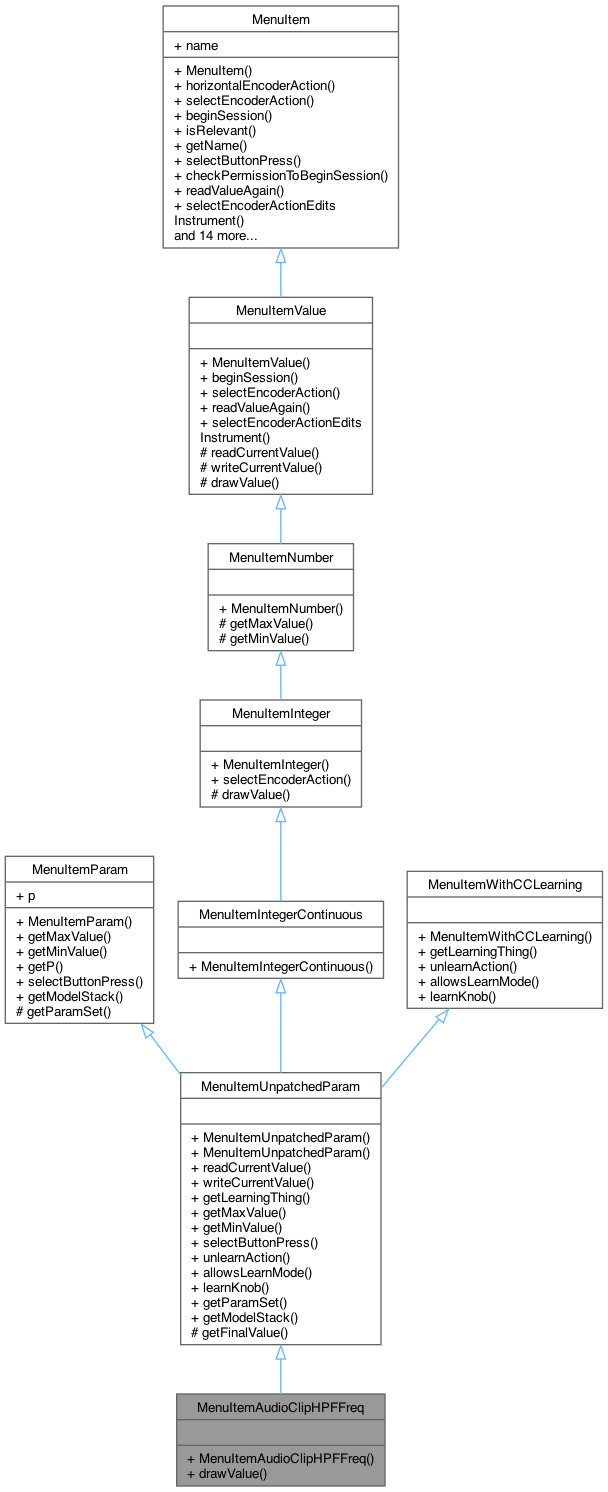 MenuItem
+ name
+ MenuItem()
+ horizontalEncoderAction()
+ selectEncoderAction()
+ beginSession()
+ isRelevant()
+ getName()
+ selectButtonPress()
+ checkPermissionToBeginSession()
+ readValueAgain()
+ selectEncoderActionEdits
Instrument()
and 14 more...
MenuItemValue
+ MenuItemValue()
+ beginSession()
+ selectEncoderAction()
+ readValueAgain()
+ selectEncoderActionEdits
Instrument()
# readCurrentValue()
# writeCurrentValue()
# drawValue()
MenuItemNumber
+ MenuItemNumber()
# getMaxValue()
# getMinValue()
MenuItemInteger
+ MenuItemInteger()
+ selectEncoderAction()
# drawValue()
MenuItemParam
+ p
+ MenuItemParam()
+ getMaxValue()
+ getMinValue()
+ getP()
+ selectButtonPress()
+ getModelStack()
# getParamSet()
MenuItemIntegerContinuous
+ MenuItemIntegerContinuous()
MenuItemWithCCLearning
+ MenuItemWithCCLearning()
+ getLearningThing()
+ unlearnAction()
+ allowsLearnMode()
+ learnKnob()
MenuItemUnpatchedParam
+ MenuItemUnpatchedParam()
+ MenuItemUnpatchedParam()
+ readCurrentValue()
+ writeCurrentValue()
+ getLearningThing()
+ getMaxValue()
+ getMinValue()
+ selectButtonPress()
+ unlearnAction()
+ allowsLearnMode()
+ learnKnob()
+ getParamSet()
+ getModelStack()
# getFinalValue()
MenuItemAudioClipHPFFreq
+ MenuItemAudioClipHPFFreq()
+ drawValue()